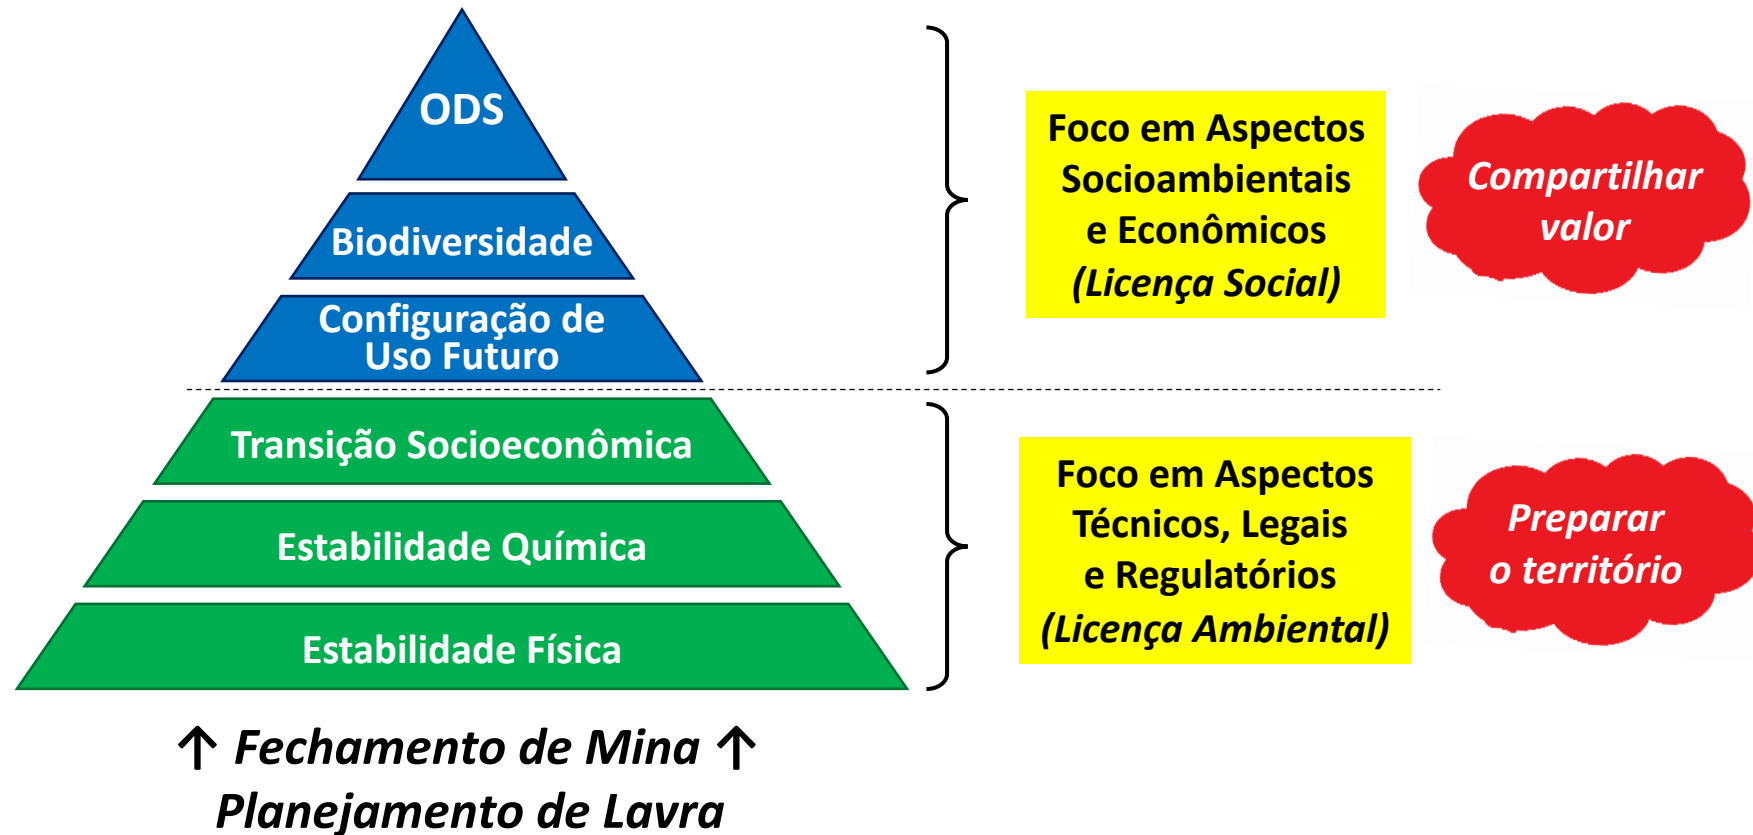 ODS
Biodiversidade
Configuração de
Uso Futuro
Transição Socioeconômica
Estabilidade Química
Estabilidade Física
↑ Fechamento de Mina ↑
Planejamento de Lavra
Foco em Aspectos
Socioambientais
e Econômicos
(Licença Social)
Compartilhar
valor
Foco em Aspectos
Técnicos, Legais
e Regulatórios
(Licença Ambiental)
Preparar
o território